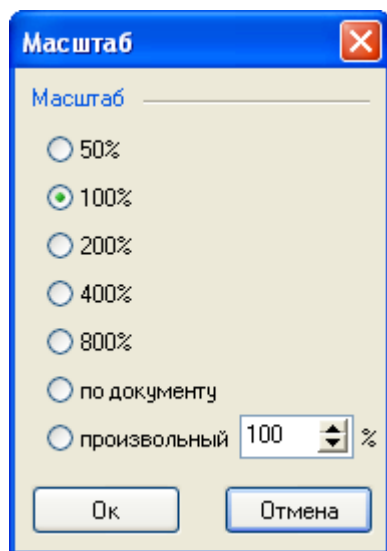 Масштаб
Масштаб
50%
100%
200%
400%
800%
по документу
произвольный 100 %
Ок Отмена